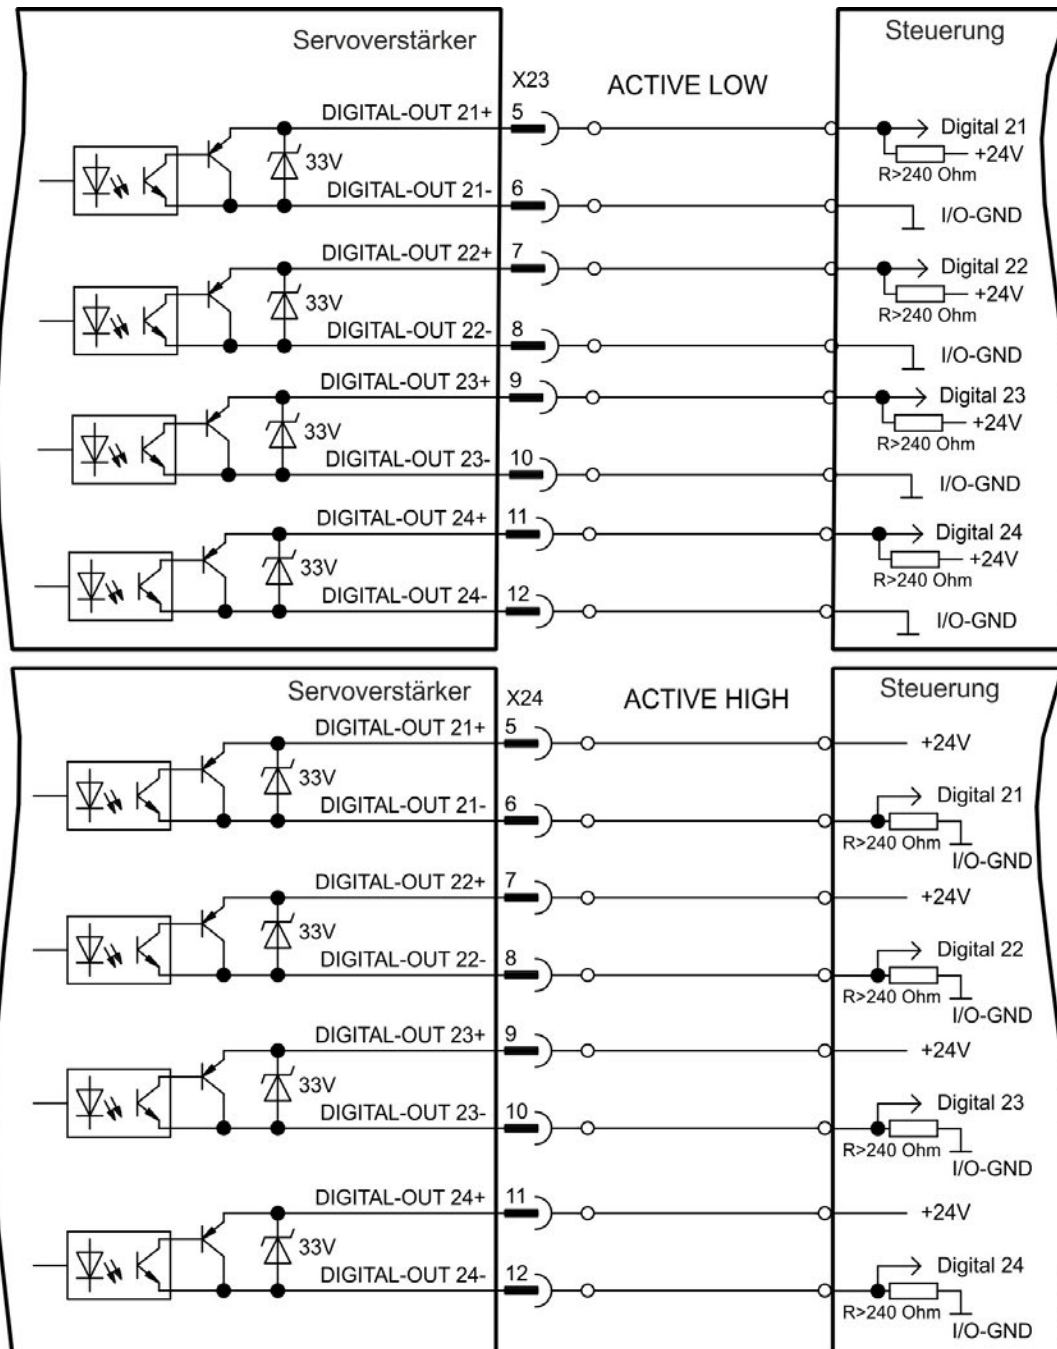 Servoverstärker
Steuerung
X23
ACTIVE LOW
DIGITAL-OUT 21+
5
Digital 21
33V
+24V
R>240 Ohm
DIGITAL-OUT 21-
6
I/O-GND
DIGITAL-OUT 22+
7
Digital 22
33V
+24V
R>240 Ohm
DIGITAL-OUT 22-
8
I/O-GND
DIGITAL-OUT 23+
9
Digital 23
33V
+24V
R>240 Ohm
DIGITAL-OUT 23-
10
I/O-GND
DIGITAL-OUT 24+
11
Digital 24
33V
+24V
R>240 Ohm
DIGITAL-OUT 24-
12
I/O-GND
Servoverstärker
Steuerung
X24
ACTIVE HIGH
DIGITAL-OUT 21+
5
+24V
33V
DIGITAL-OUT 21-
6
Digital 21
R>240 Ohm
I/O-GND
DIGITAL-OUT 22+
7
+24V
33V
DIGITAL-OUT 22-
8
Digital 22
R>240 Ohm
I/O-GND
DIGITAL-OUT 23+
9
+24V
33V
DIGITAL-OUT 23-
10
Digital 23
R>240 Ohm
I/O-GND
DIGITAL-OUT 24+
11
+24V
33V
DIGITAL-OUT 24-
12
Digital 24
R>240 Ohm
I/O-GND